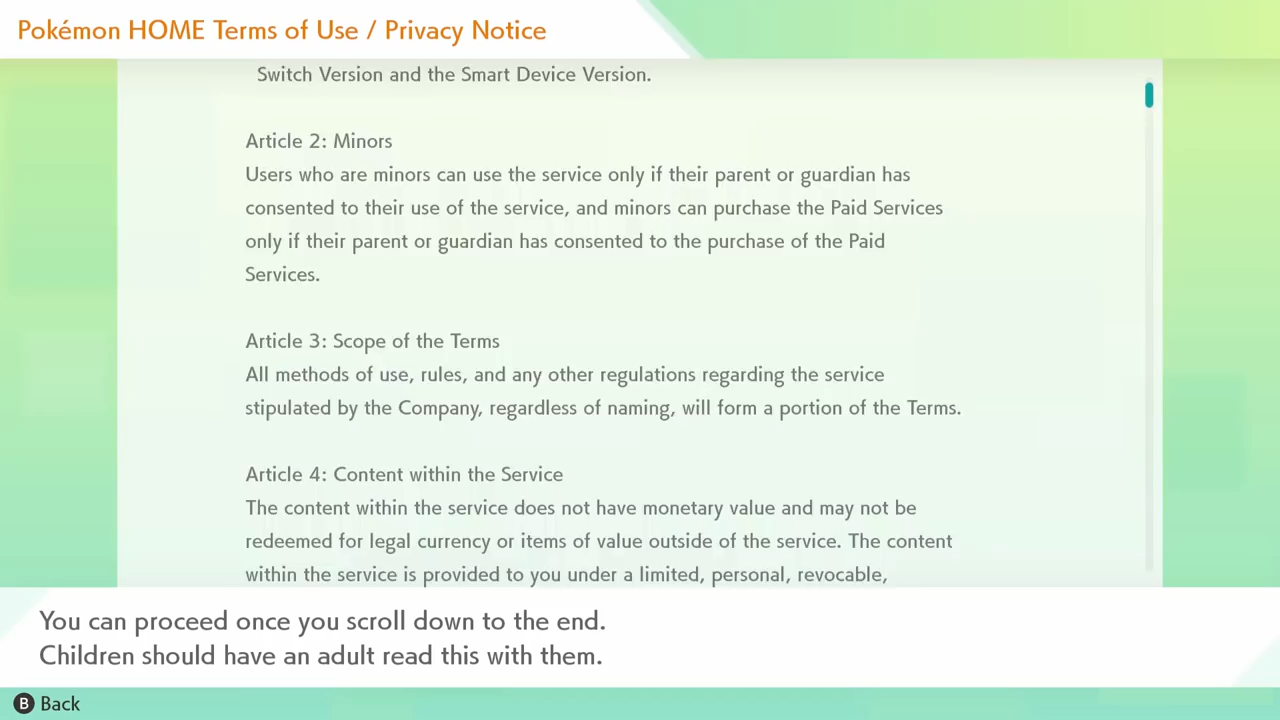 Pokémon HOME Terms of Use / Privacy Notice
Switch Version and the Smart Device Version.
Article 2: Minors
Users who are minors can use the service only if their parent or guardian has
consented to their use of the service, and minors can purchase the Paid Services
only if their parent or guardian has consented to the purchase of the Paid
Services.
Article 3: Scope of the Terms
All methods of use, rules, and any other regulations regarding the service
stipulated by the Company, regardless of naming, will form a portion of the Terms.
Article 4: Content within the Service
The content within the service does not have monetary value and may not be
redeemed for legal currency or items of value outside of the service. The content
within the service is provided to you under a limited, personal, revocable,
You can proceed once you scroll down to the end.
Children should have an adult read this with them.
B Back